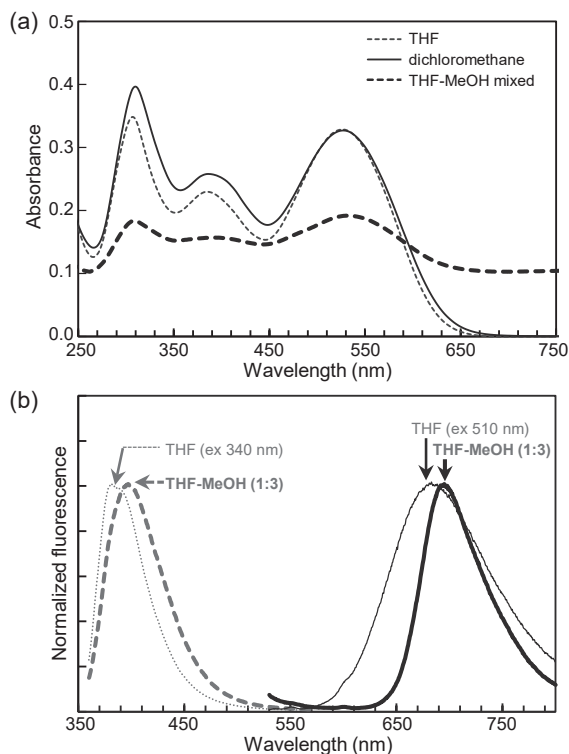 (a)
0.5
THF
dichloromethane
THF-MeOH mixed
0.4
0.3
Absorbance
0.2
0.1
0.0
250 350 450 550 650 750
Wavelength (nm)
(b)
THF (ex 510 nm)
THF (ex 340 nm)
THF-MeOH (1:3)
THF-MeOH (1:3)
Normalized fluorescence
350 450 550 650 750
Wavelength (nm)